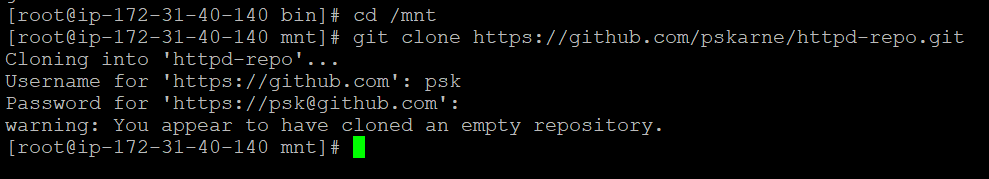 [root@ip-172-31-40-140 bin]# cd /mnt
[root@ip-172-31-40-140 mnt]# git clone https://github.com/pskarne/httpd-repo.git
Cloning into 'httpd-repo'...
Username for 'https://github.com': psk
Password for 'https://psk@github.com':
warning: You appear to have cloned an empty repository.
[root@ip-172-31-40-140 mnt]#